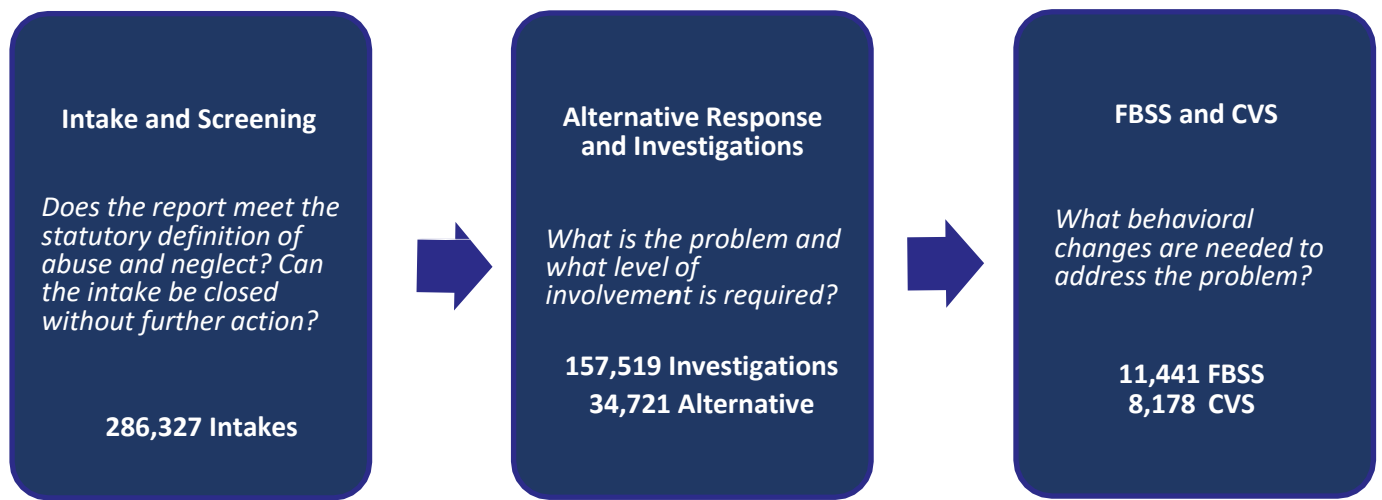 Intake and Screening
Does the report meet the
statutory definition of
abuse and neglect? Can
the intake be closed
without further action?
286,327 Intakes
Alternative Response
and Investigations
What is the problem and
what level of
involvement is required?
157,519 Investigations
34,721 Alternative
FBSS and CVS
What behavioral
changes are needed to
address the problem?
11,441 FBSS
8,178 CVS